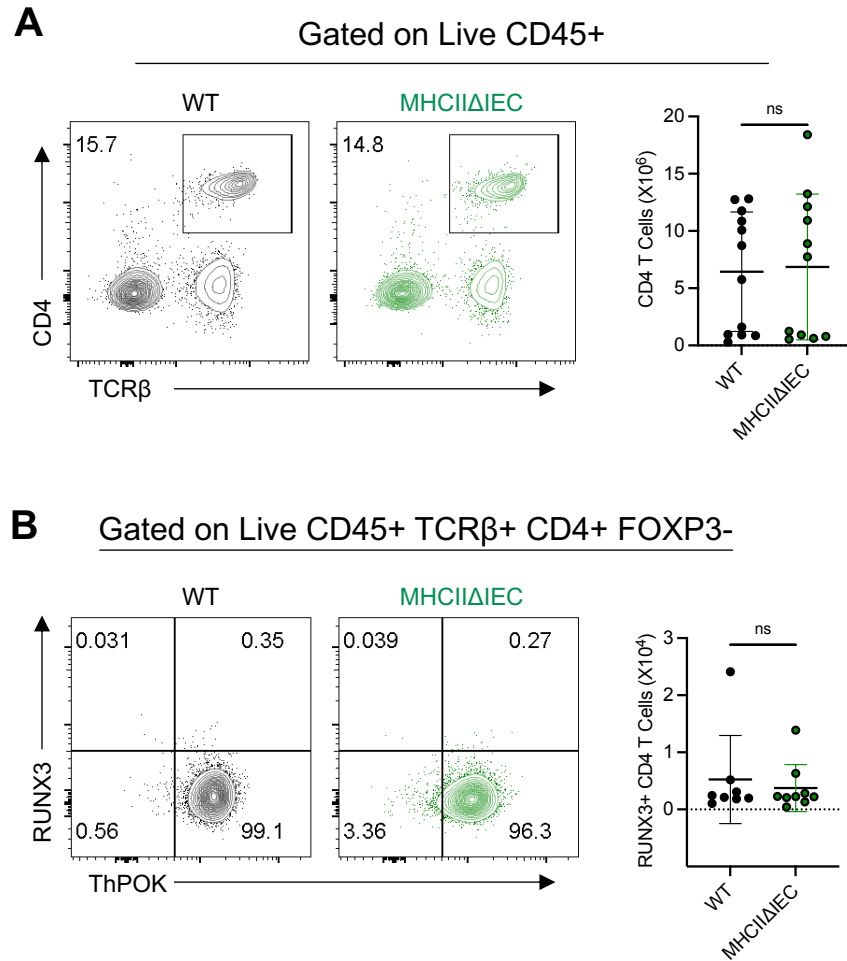 A
Gated on Live CD45+
WT
MHCIIΔIEC
15.7
14.8
CD4
TCRβ
20
15
10
5
0
CD4 T Cells (X10⁶)
ns
WT
MHCIIΔIEC
B
Gated on Live CD45+ TCRβ+ CD4+ FOXP3-
WT
MHCIIΔIEC
0.031
0.35
0.56
99.1
0.039
0.27
3.36
96.3
RUNX3
ThPOK
3
2
1
0
RUNX3+ CD4 T Cells (X10⁴)
ns
WT
MHCIIΔIEC